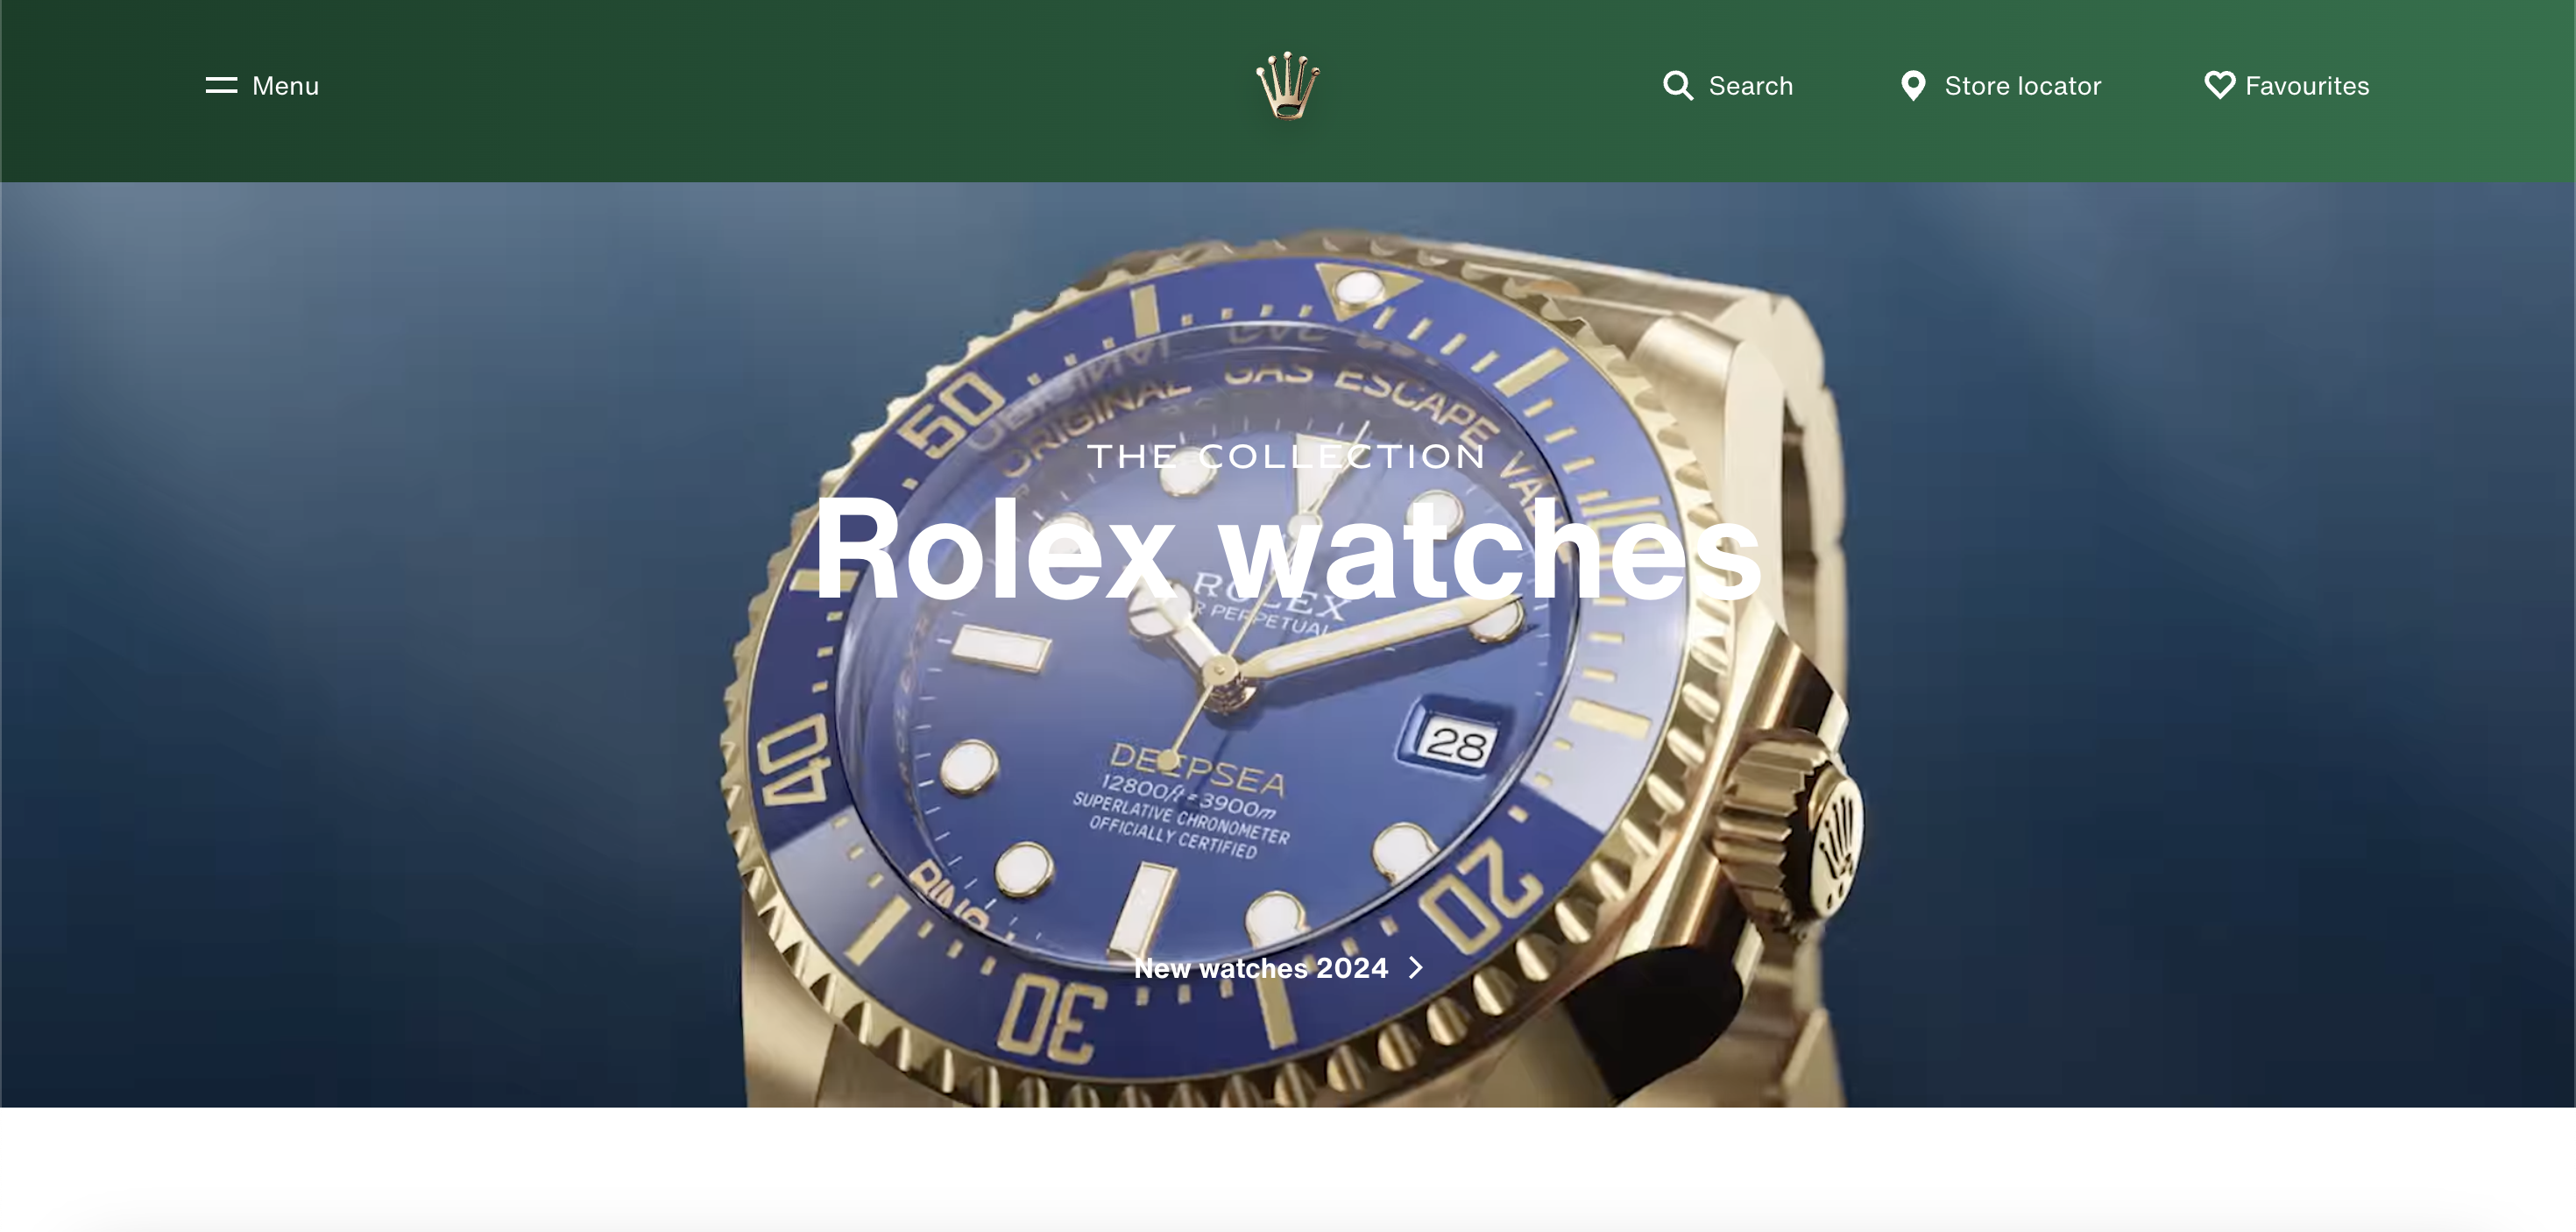 Menu
Search
Store locator
Favourites
50
ORIGINAL GAS ESCAPE
THE COLLECTION
Rolex watches
ROLEX
PERPETUAL
28
40
DEEPSEA
12800ft = 3900m
SUPERLATIVE CHRONOMETER
OFFICIALLY CERTIFIED
20
New watches 2024
30